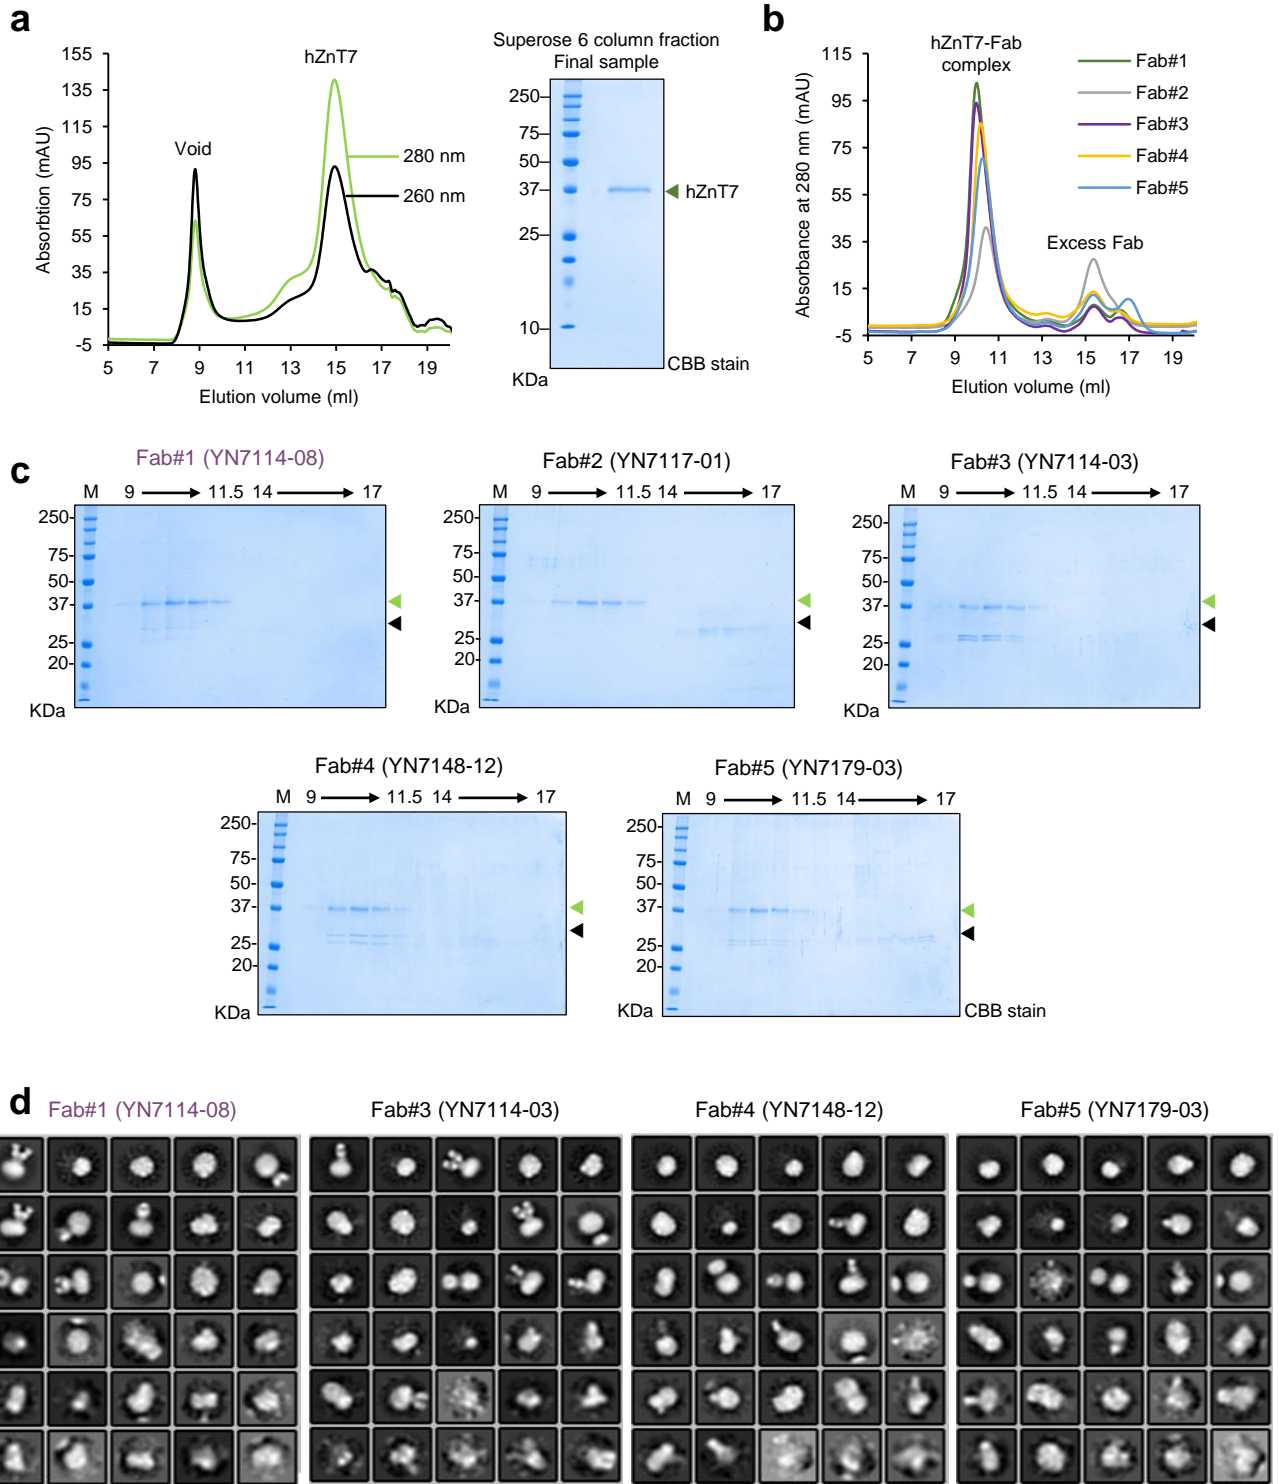 a
155
135
115
95
75
55
35
15
-5
Absorbtion (mAU)
Void
hZnT7
280 nm
260 nm
5 7 9 11 13 15 17 19
Elution volume (ml)
Superose 6 column fraction
Final sample
250
75
50
37
25
10
KDa
hZnT7
CBB stain
b
115
95
75
55
35
15
-5
Absorbance at 280 nm (mAU)
hZnT7-Fab
complex
Excess Fab
Fab#1
Fab#2
Fab#3
Fab#4
Fab#5
5 7 9 11 13 15 17 19
Elution volume (ml)
c
Fab#1 (YN7114-08)
M 9 11.5 14 17
250
75
50
37
25
20
KDa
Fab#2 (YN7117-01)
M 9 11.5 14 17
250
75
50
37
25
20
KDa
Fab#3 (YN7114-03)
M 9 11.5 14 17
250
75
50
37
25
20
KDa
Fab#4 (YN7148-12)
M 9 11.5 14 17
250
75
50
37
25
20
KDa
Fab#5 (YN7179-03)
M 9 11.5 14 17
250
75
50
37
25
20
KDa
CBB stain
d
Fab#1 (YN7114-08)
Fab#3 (YN7114-03)
Fab#4 (YN7148-12)
Fab#5 (YN7179-03)